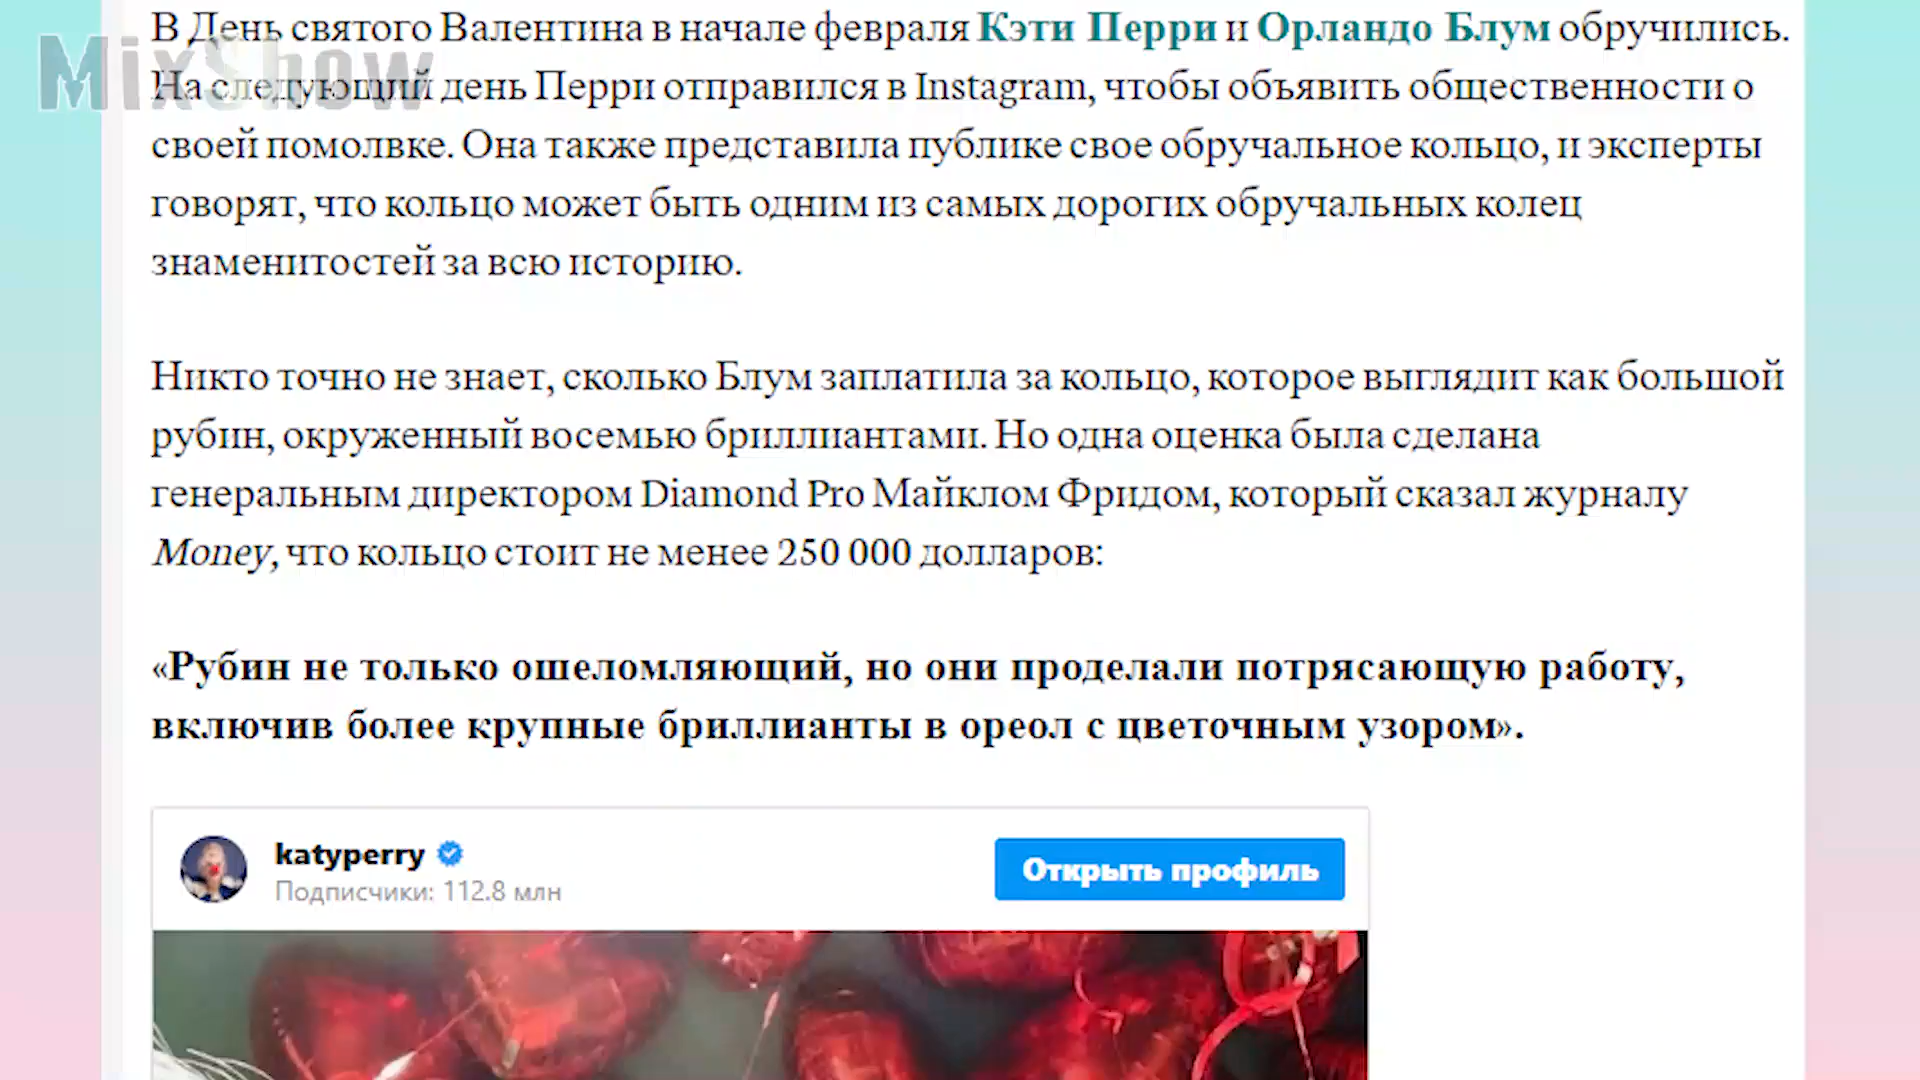 MixShow
В День святого Валентина в начале февраля Кэти Перри и Орландо Блум обручились.
На следующий день Перри отправился в Instagram, чтобы объявить общественности о
своей помолвке. Она также представила публике свое обручальное кольцо, и эксперты
говорят, что кольцо может быть одним из самых дорогих обручальных колец
знаменитостей за всю историю.
Никто точно не знает, сколько Блум заплатила за кольцо, которое выглядит как большой
рубин, окруженный восемью бриллиантами. Но одна оценка была сделана
генеральным директором Diamond Pro Майклом Фридом, который сказал журналу
Money, что кольцо стоит не менее 250 000 долларов:
«Рубин не только ошеломляющий, но они проделали потрясающую работу,
включив более крупные бриллианты в ореол с цветочным узором».
katyperry
Подписчики: 112.8 млн
Открыть профиль